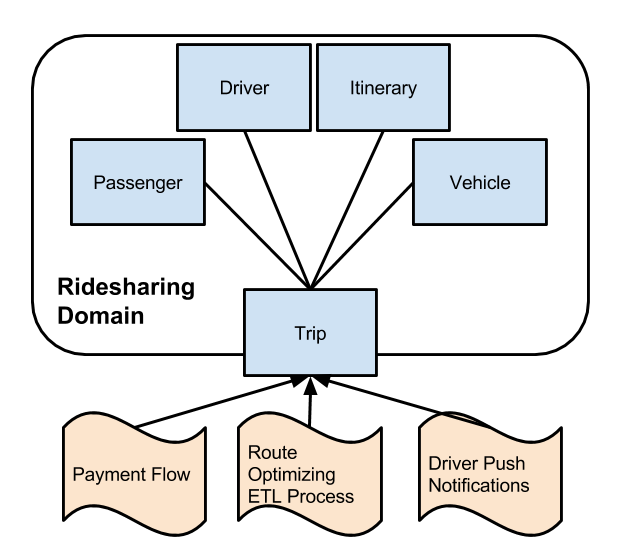 Driver
Itinerary
Passenger
Vehicle
Ridesharing
Domain
Trip
Payment Flow
Route
Optimizing
ETL Process
Driver Push
Notifications